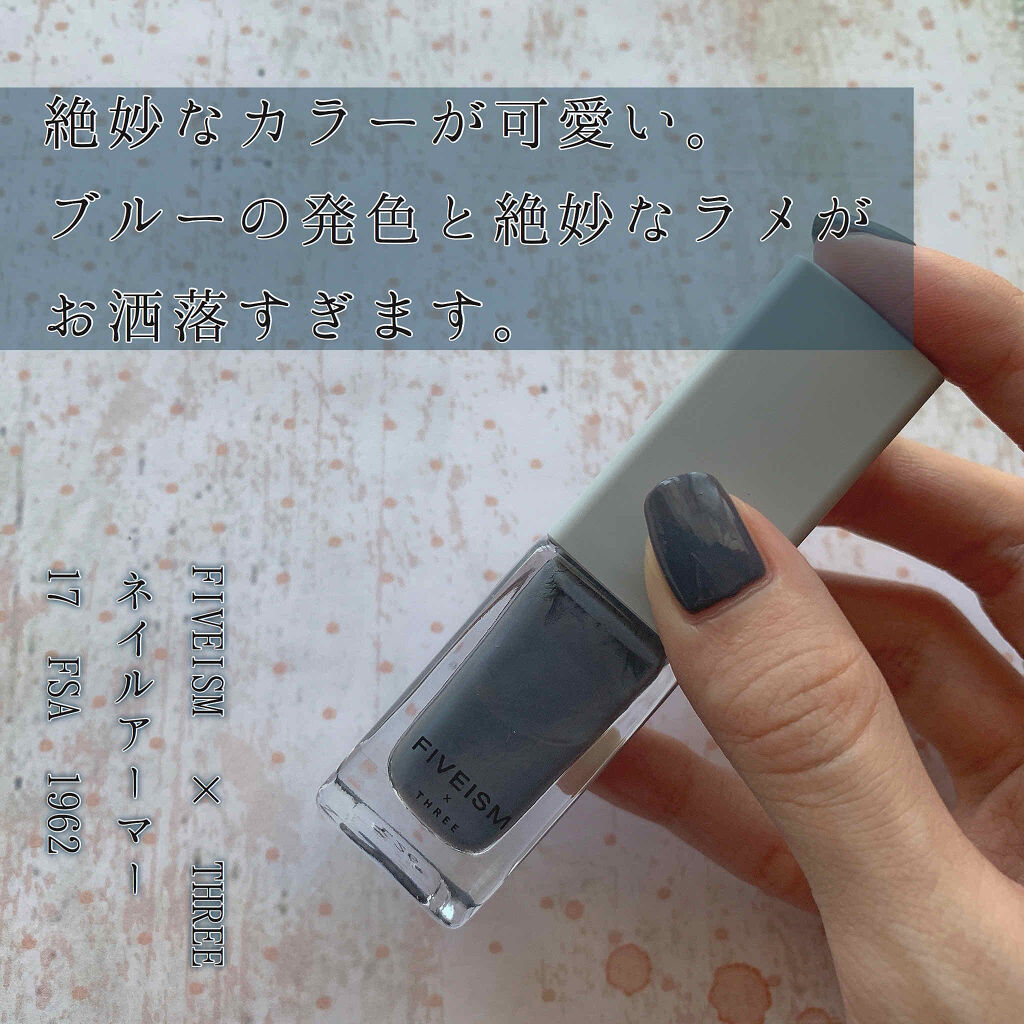 絶妙なカラーが可愛い。
ブルーの発色と絶妙なラメが
お洒落すぎます。
FIVEISM × THREE
ネイルアーマー
17 FSA 1962
FIVEISM
×
THREE